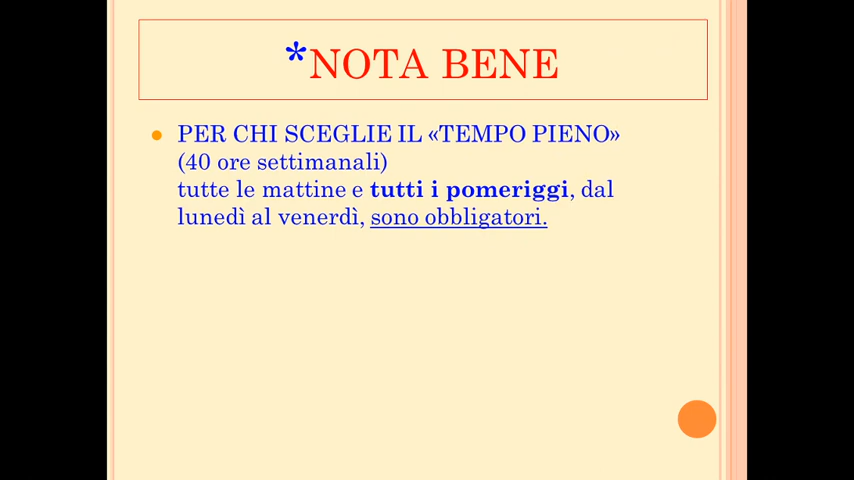 *NOTA BENE
PER CHI SCEGLIE IL «TEMPO PIENO»
(40 ore settimanali)
tutte le mattine e tutti i pomeriggi, dal
lunedì al venerdì, sono obbligatori.